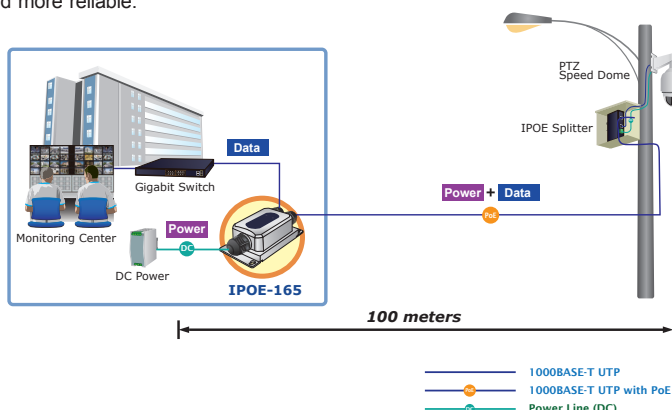 d more reliable.
PTZ
Speed Dome
IPOE Splitter
Data
Gigabit Switch
Power + Data
PoE
Monitoring Center
Power
DC
DC Power
IPOE-165
100 meters
1000BASE-T UTP
PoE
1000BASE-T UTP with PoE
DC
Power Line (DC)